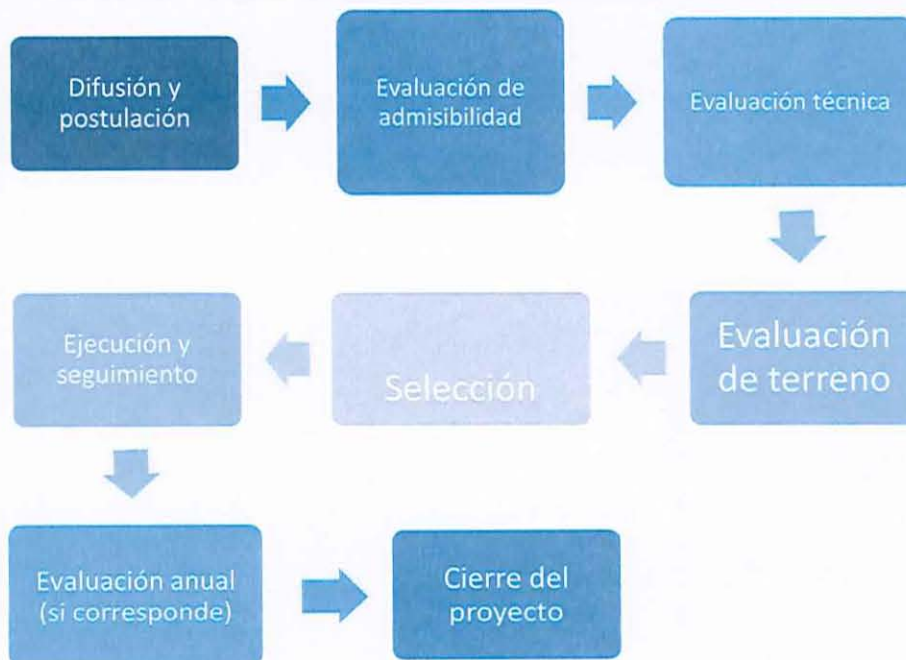 Difusión y
postulación
Evaluación de
admisibilidad
Evaluación técnica
Evaluación
de terreno
Selección
Ejecución y
seguimiento
Evaluación anual
(si corresponde)
Cierre del
proyecto